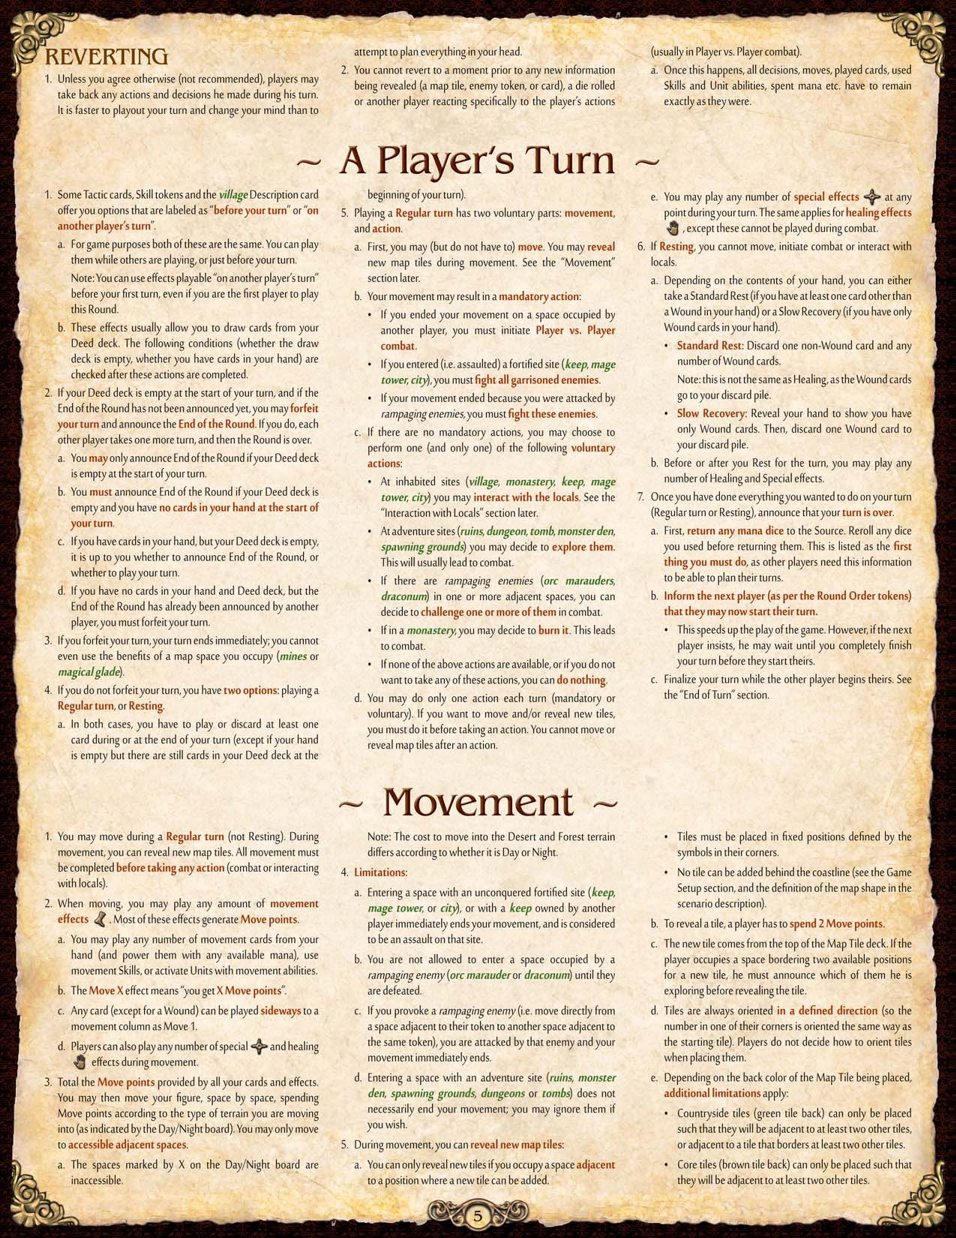 REVERTING
1. Unless you agree otherwise (not recommended), players may
take back any actions and decisions he made during his turn.
It is faster to playout your turn and change your mind than to
attempt to plan everything in your head.
2. You cannot revert to a moment prior to any new information
being revealed (a map tile, enemy token, or card), a die rolled
or another player reacting specifically to the player's actions
(usually in Player vs. Player combat).
a. Once this happens, all decisions, moves, played cards, used
Skills and Unit abilities, spent mana etc. have to remain
exactly as they were.
~ A Player's Turn ~
1. Some Tactic cards, Skill tokens and the village Description card
offer you options that are labeled as "before your turn" or "on
another player's turn".
a. For game purposes both of these are the same. You can play
them while others are playing, or just before your turn.
Note: You can use effects playable "on another player's turn"
before your first turn, even if you are the first player to play
this Round.
b. These effects usually allow you to draw cards from your
Deed deck. The following conditions (whether the draw
deck is empty, whether you have cards in your hand) are
checked after these actions are completed.
2. If your Deed deck is empty at the start of your turn, and if the
End of the Round has not been announced yet, you may forfeit
your turn and announce the End of the Round. If you do, each
other player takes one more turn, and then the Round is over.
a. You may only announce End of the Round if your Deed deck
is empty at the start of your turn.
b. You must announce End of the Round if your Deed deck is
empty and you have no cards in your hand at the start of
your turn.
c. If you have cards in your hand, but your Deed deck is empty,
it is up to you whether to announce End of the Round, or
whether to play your turn.
d. If you have no cards in your hand and Deed deck, but the
End of the Round has already been announced by another
player, you must forfeit your turn.
3. If you forfeit your turn, your turn ends immediately; you cannot
even use the benefits of a map space you occupy (mines or
magical glade).
4. If you do not forfeit your turn, you have two options: playing a
Regular turn, or Resting.
a. In both cases, you have to play or discard at least one
card during or at the end of your turn (except if your hand
is empty but there are still cards in your Deed deck at the
beginning of your turn).
5. Playing a Regular turn has two voluntary parts: movement,
and action.
a. First, you may (but do not have to) move. You may reveal
new map tiles during movement. See the "Movement"
section later.
b. Your movement may result in a mandatory action:
• If you ended your movement on a space occupied by
another player, you must initiate Player vs. Player
combat.
• If you entered (i.e. assaulted) a fortified site (keep, mage
tower, city), you must fight all garrisoned enemies.
• If your movement ended because you were attacked by
rampaging enemies, you must fight these enemies.
c. If there are no mandatory actions, you may choose to
perform one (and only one) of the following voluntary
actions:
• At inhabited sites (village, monastery, keep, mage
tower, city) you may interact with the locals. See the
"Interaction with Locals" section later.
• At adventure sites (ruins, dungeon, tomb, monster den,
spawning grounds) you may decide to explore them.
This will usually lead to combat.
• If there are rampaging enemies (orc marauders,
draconum) in one or more adjacent spaces, you can
decide to challenge one or more of them in combat.
• If in a monastery, you may decide to burn it. This leads
to combat.
• If none of the above actions are available, or if you do not
want to take any of these actions, you can do nothing.
d. You may do only one action each turn (mandatory or
voluntary). If you want to move and/or reveal new tiles,
you must do it before taking an action. You cannot move or
reveal map tiles after an action.
e. You may play any number of special effects at any
point during your turn. The same applies for healing effects
, except these cannot be played during combat.
6. If Resting, you cannot move, initiate combat or interact with
locals.
a. Depending on the contents of your hand, you can either
take a Standard Rest (if you have at least one card other than
a Wound in your hand) or a Slow Recovery (if you have only
Wound cards in your hand).
• Standard Rest: Discard one non-Wound card and any
number of Wound cards.
Note: this is not the same as Healing, as the Wound cards
go to your discard pile.
• Slow Recovery: Reveal your hand to show you have
only Wound cards. Then, discard one Wound card to
your discard pile.
b. Before or after you Rest for the turn, you may play any
number of Healing and Special effects.
7. Once you have done everything you wanted to do on your turn
(Regular turn or Resting), announce that your turn is over.
a. First, return any mana dice to the Source. Reroll any dice
you used before returning them. This is listed as the first
thing you must do, as other players need this information
to be able to plan their turns.
b. Inform the next player (as per the Round Order tokens)
that they may now start their turn.
• This speeds up the play of the game. However, if the next
player insists, he may wait until you completely finish
your turn before they start theirs.
c. Finalize your turn while the other player begins theirs. See
the "End of Turn" section.
~ Movement ~
1. You may move during a Regular turn (not Resting). During
movement, you can reveal new map tiles. All movement must
be completed before taking any action (combat or interacting
with locals).
2. When moving, you may play any amount of movement
effects . Most of these effects generate Move points.
a. You may play any number of movement cards from your
hand (and power them with any available mana), use
movement Skills, or activate Units with movement abilities.
b. The Move X effect means "you get X Move points".
c. Any card (except for a Wound) can be played sideways to a
movement column as Move 1.
d. Players can also play any number of special and healing
effects during movement.
3. Total the Move points provided by all your cards and effects.
You may then move your figure, space by space, spending
Move points according to the type of terrain you are moving
into (as indicated by the Day/Night board). You may only move
to accessible adjacent spaces.
a. The spaces marked by X on the Day/Night board are
inaccessible.
Note: The cost to move into the Desert and Forest terrain
differs according to whether it is Day or Night.
4. Limitations:
a. Entering a space with an unconquered fortified site (keep,
mage tower, or city), or with a keep owned by another
player immediately ends your movement, and is considered
to be an assault on that site.
b. You are not allowed to enter a space occupied by a
rampaging enemy (orc marauder or draconum) until they
are defeated.
c. If you provoke a rampaging enemy (i.e. move directly from
a space adjacent to their token to another space adjacent to
the same token), you are attacked by that enemy and your
movement immediately ends.
d. Entering a space with an adventure site (ruins, monster
den, spawning grounds, dungeons or tombs) does not
necessarily end your movement; you may ignore them if
you wish.
5. During movement, you can reveal new map tiles:
a. You can only reveal new tiles if you occupy a space adjacent
to a position where a new tile can be added.
• Tiles must be placed in fixed positions defined by the
symbols in their corners.
• No tile can be added behind the coastline (see the Game
Setup section, and the definition of the map shape in the
scenario description).
b. To reveal a tile, a player has to spend 2 Move points.
c. The new tile comes from the top of the Map Tile deck. If the
player occupies a space bordering two available positions
for a new tile, he must announce which of them he is
exploring before revealing the tile.
d. Tiles are always oriented in a defined direction (so the
number in one of their corners is oriented the same way as
the starting tile). Players do not decide how to orient tiles
when placing them.
e. Depending on the back color of the Map Tile being placed,
additional limitations apply:
• Countryside tiles (green tile back) can only be placed
such that they will be adjacent to at least two other tiles,
or adjacent to a tile that borders at least two other tiles.
• Core tiles (brown tile back) can only be placed such that
they will be adjacent to at least two other tiles.
5